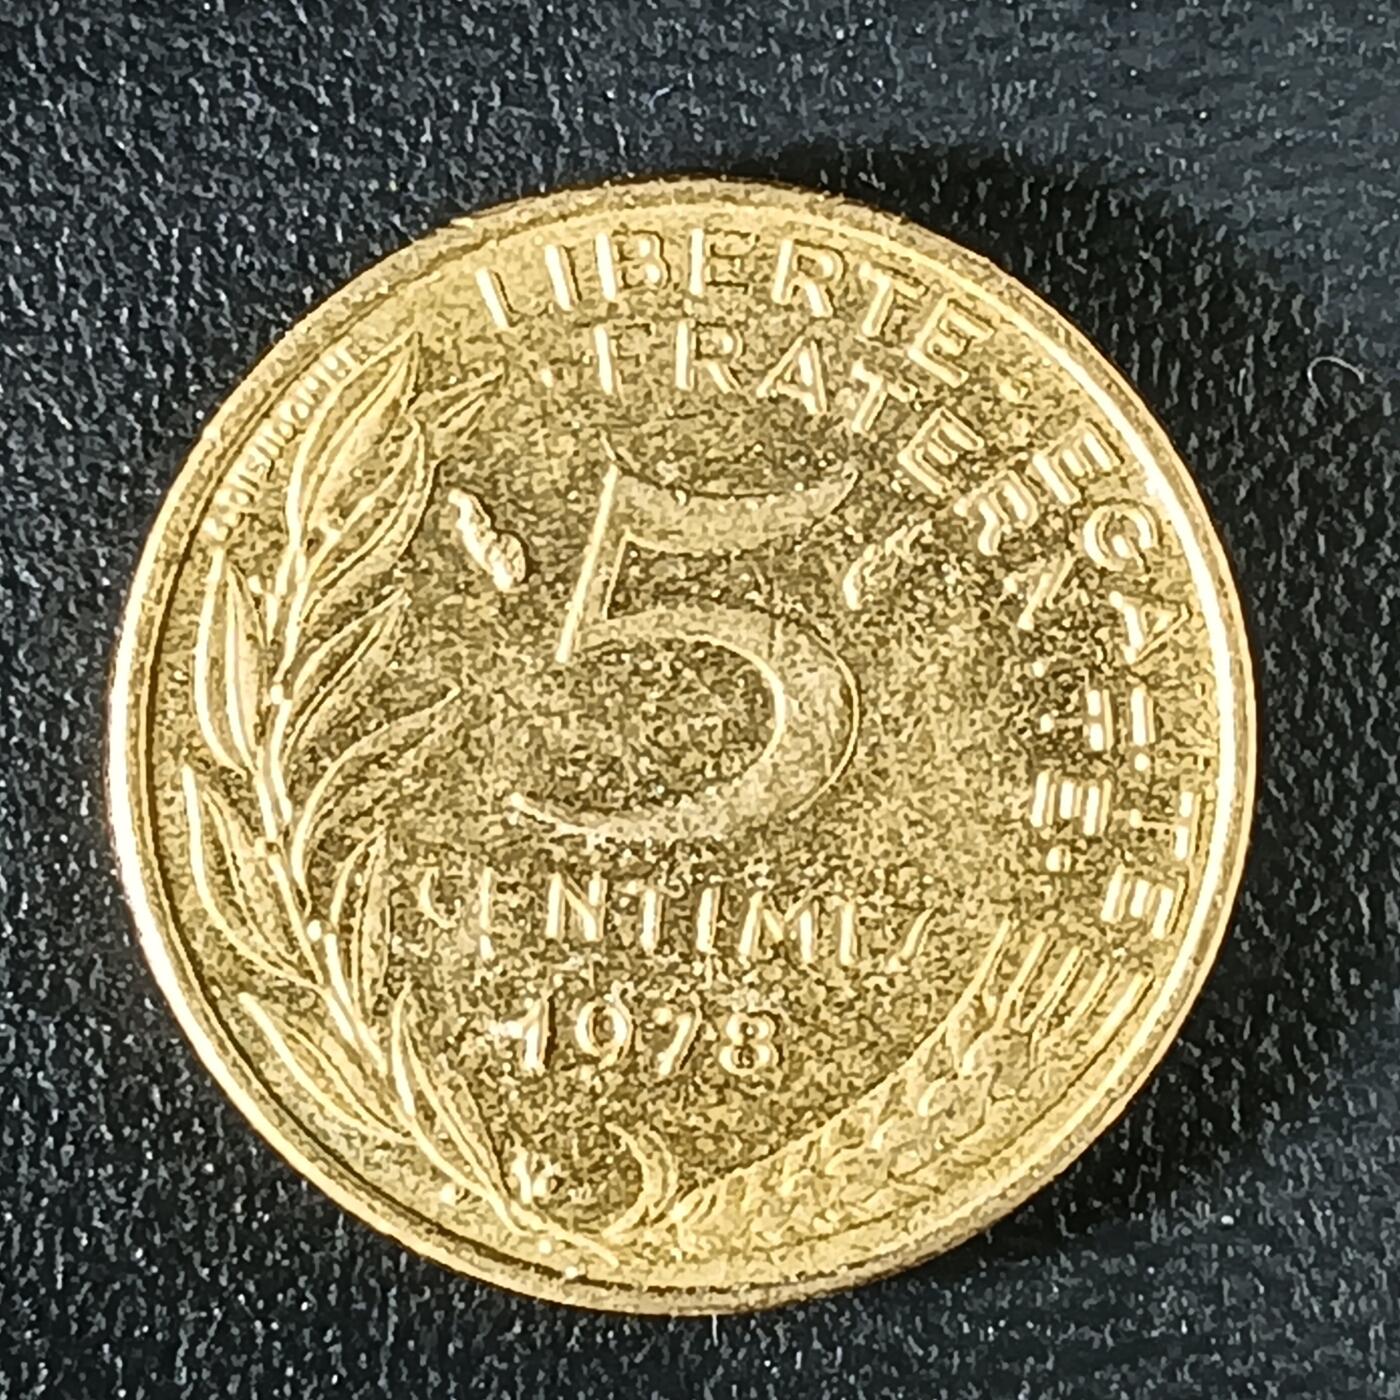 LIBERTE · EGALITE
· FRATERNITE ·
5
CENTIMES
1978